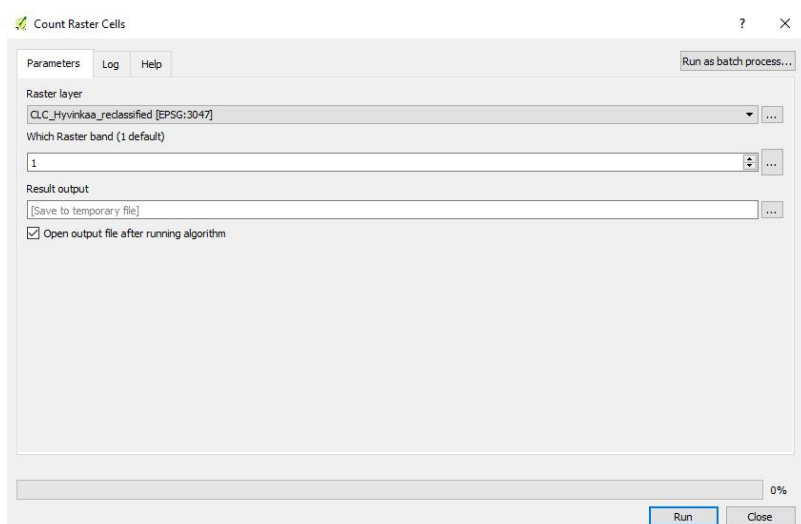 Count Raster Cells
? ×
Parameters Log Help
Run as batch process...
Raster layer
CLC_Hyvinkaa_reclassified [EPSG:3047]
...
Which Raster band (1 default)
1
...
Result output
[Save to temporary file]
...
Open output file after running algorithm
0%
Run Close